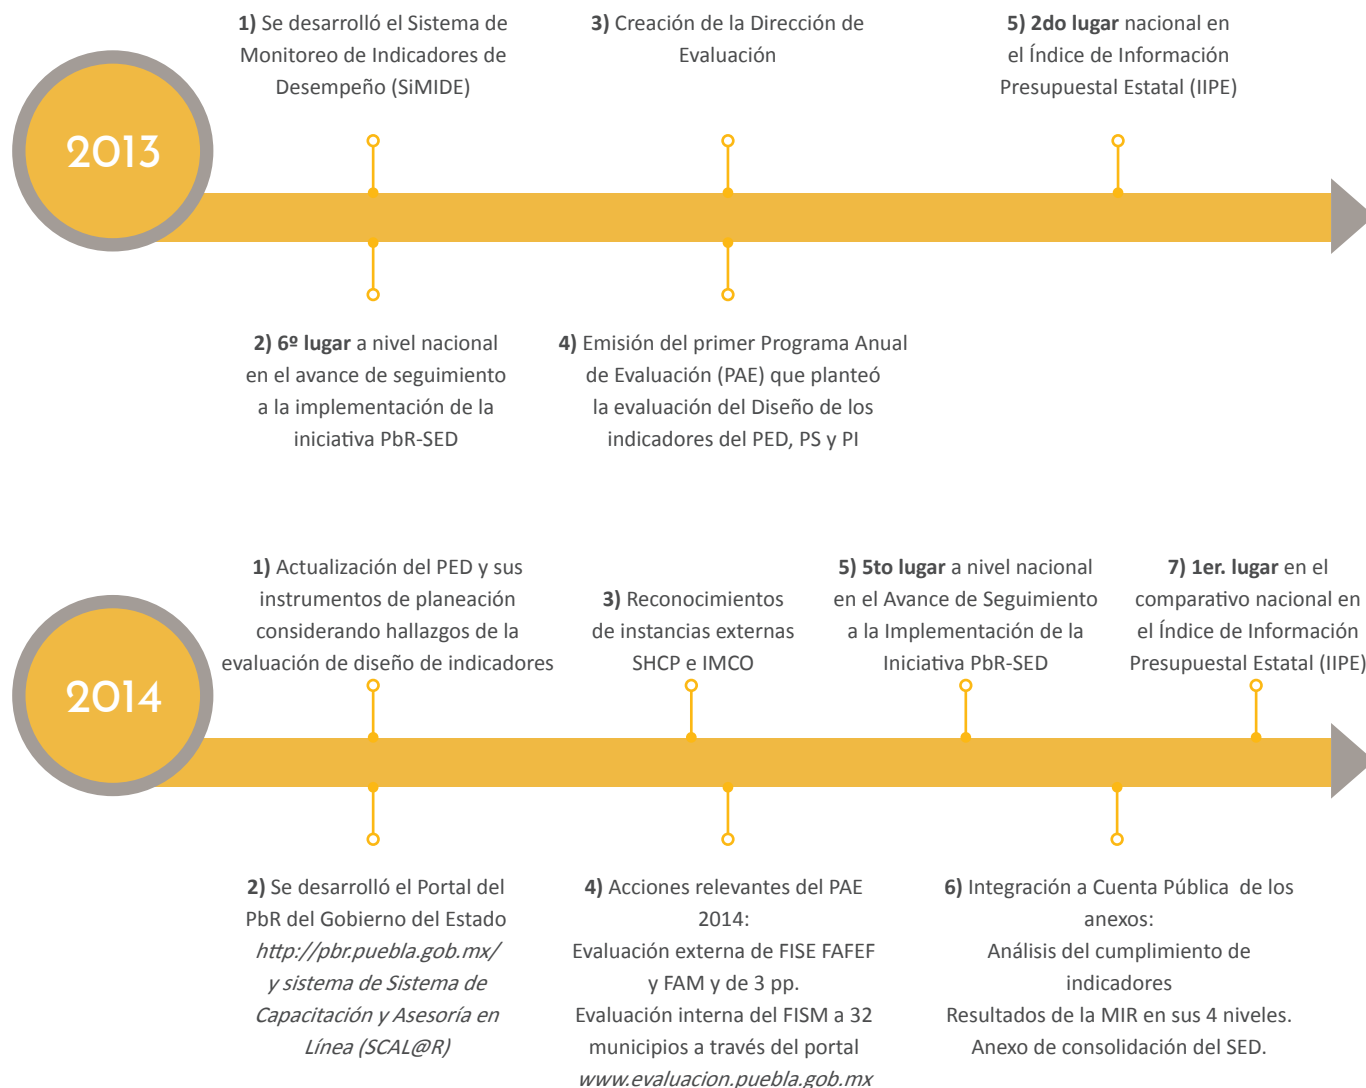 2013
1) Se desarrolló el Sistema de
Monitoreo de Indicadores de
Desempeño (SiMIDE)
3) Creación de la Dirección de
Evaluación
5) 2do lugar nacional en
el Índice de Información
Presupuestal Estatal (IIPE)
2) 6º lugar a nivel nacional
en el avance de seguimiento
a la implementación de la
iniciativa PbR-SED
4) Emisión del primer Programa Anual
de Evaluación (PAE) que planteó
la evaluación del Diseño de los
indicadores del PED, PS y PI
2014
1) Actualización del PED y sus
instrumentos de planeación
considerando hallazgos de la
evaluación de diseño de indicadores
3) Reconocimientos
de instancias externas
SHCP e IMCO
5) 5to lugar a nivel nacional
en el Avance de Seguimiento
a la Implementación de la
Iniciativa PbR-SED
7) 1er. lugar en el
comparativo nacional en
el Índice de Información
Presupuestal Estatal (IIPE)
2) Se desarrolló el Portal del
PbR del Gobierno del Estado
http://pbr.puebla.gob.mx/
y sistema de Sistema de
Capacitación y Asesoría en
Línea (SCAL@R)
4) Acciones relevantes del PAE
2014:
Evaluación externa de FISE FAFEF
y FAM y de 3 pp.
Evaluación interna del FISM a 32
municipios a través del portal
www.evaluacion.puebla.gob.mx
6) Integración a Cuenta Pública de los
anexos:
Análisis del cumplimiento de
indicadores
Resultados de la MIR en sus 4 niveles.
Anexo de consolidación del SED.